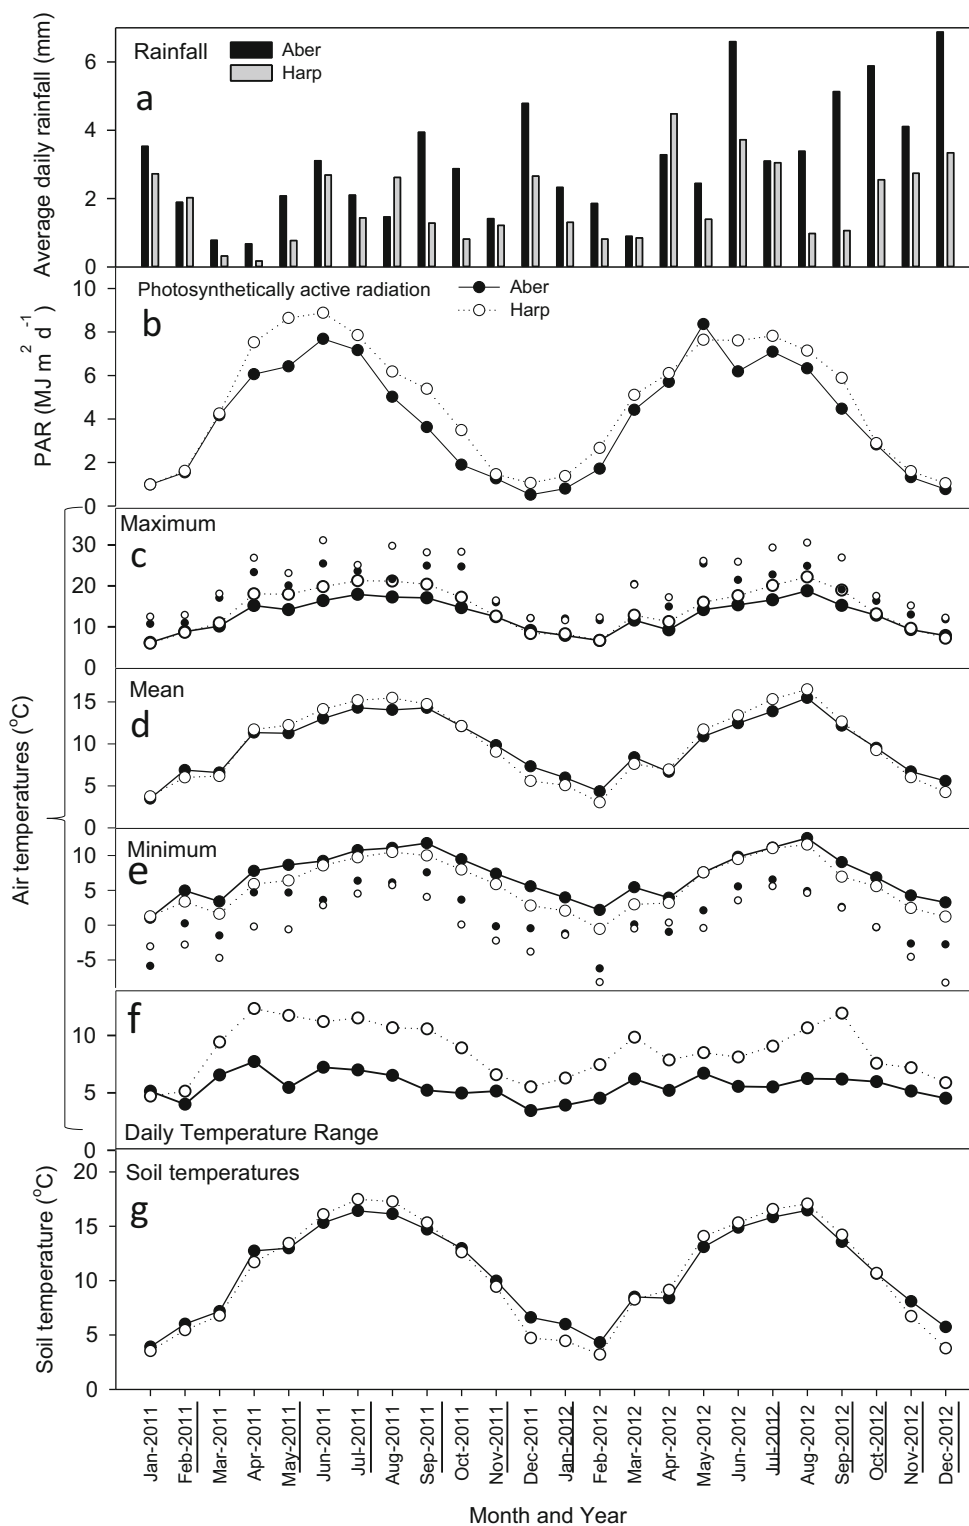 Average daily rainfall (mm)
6
4
2
0
Rainfall
Aber
Harp
a
PAR (MJ m 2 d -1)
10
8
6
4
2
0
Photosynthetically active radiation
Aber
Harp
b
Air temperatures (°C)
Maximum
c
30
20
10
0
Mean
d
15
10
5
0
Minimum
e
10
5
0
-5
f
10
5
0
Daily Temperature Range
Soil temperature (°C)
Soil temperatures
g
20
15
10
5
0
Jan-2011
Feb-2011
Mar-2011
Apr-2011
May-2011
Jun-2011
Jul-2011
Aug-2011
Sep-2011
Oct-2011
Nov-2011
Dec-2011
Jan-2012
Feb-2012
Mar-2012
Apr-2012
May-2012
Jun-2012
Jul-2012
Aug-2012
Sep-2012
Oct-2012
Nov-2012
Dec-2012
Month and Year